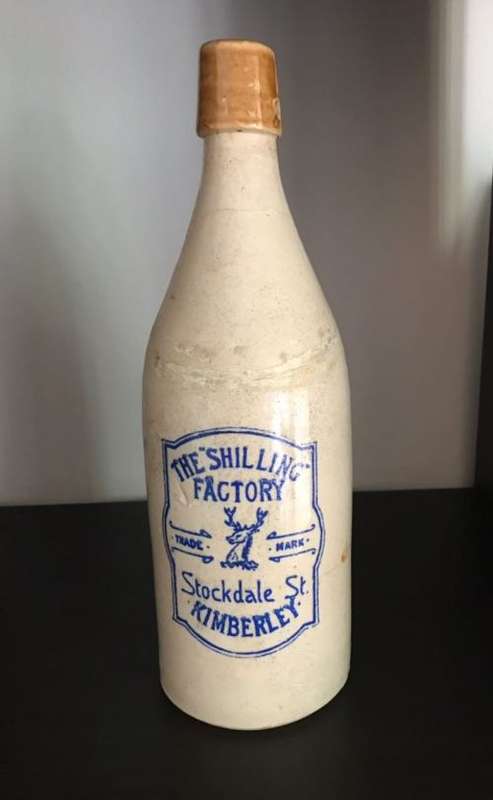 THE "SHILLING"
FACTORY
TRADE MARK
Stockdale St.
KIMBERLEY